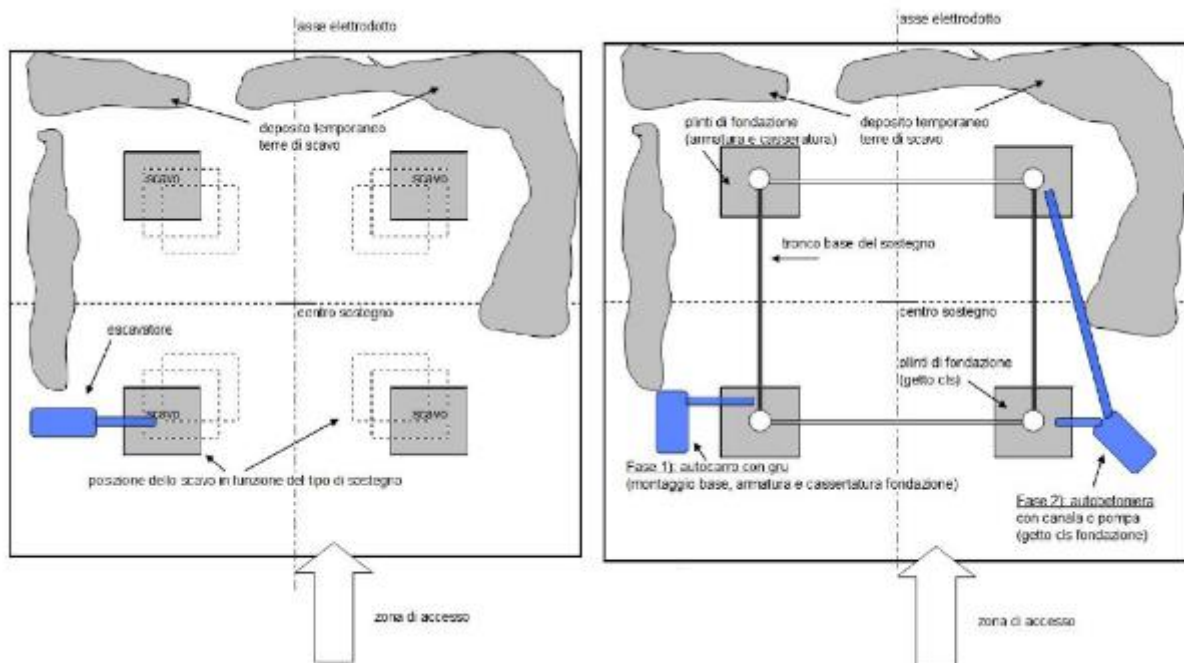 asse elettrodotto
deposito temporaneo
terre di scavo
scavo
scavo
centro sostegno
escavatore
scavo
scavo
posizione dello scavo in funzione del tipo di sostegno
zona di accesso
asse elettrodotto
plinti di fondazione
(armatura e casseratura)
deposito temporaneo
terre di scavo
tronco base del sostegno
centro sostegno
plinti di fondazione
(getto cls)
Fase 1): autocarro con gru
(montaggio base, armatura e cassertatura fondazione)
Fase 2): autobetoniera
con canala o pompa
(getto cls fondazione)
zona di accesso